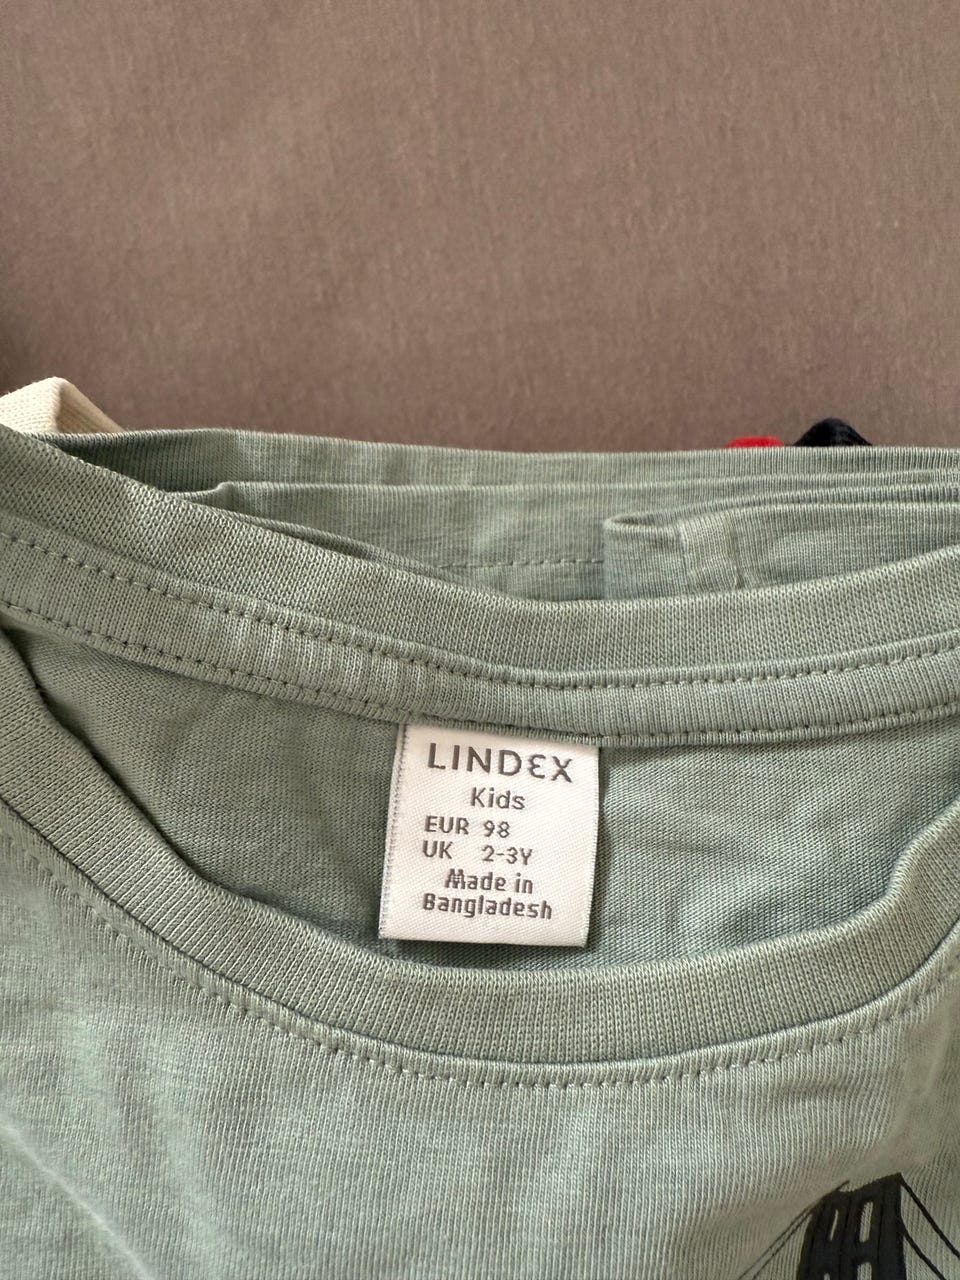 LINDEX
Kids
EUR 98
UK 2-3Y
Made in
Bangladesh